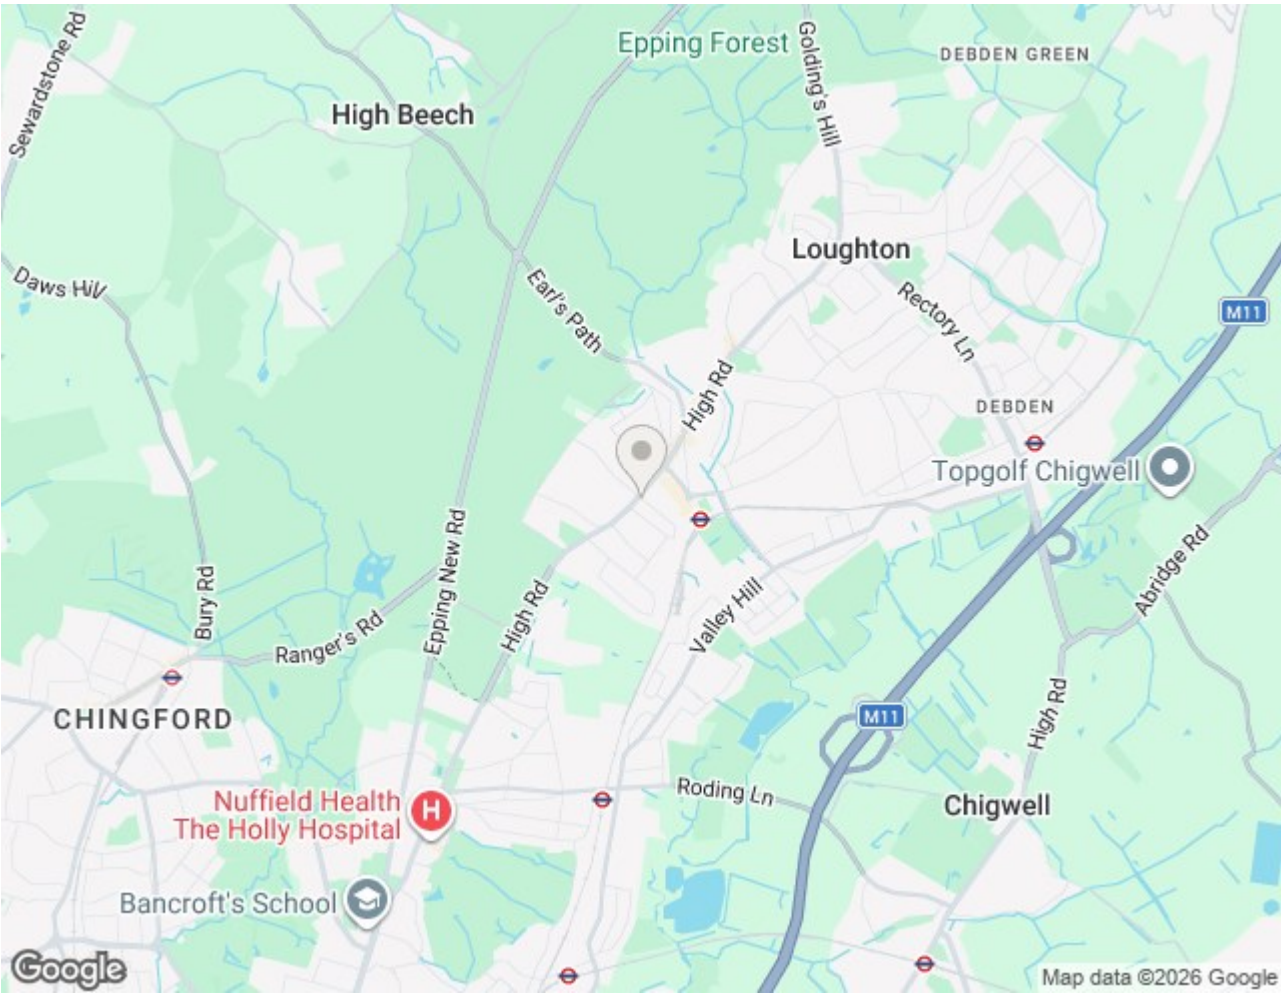 Sewardstone Rd
Epping Forest
Golding's Hill
DEBDEN GREEN
High Beech
Loughton
Daws Hill
Earl's Path
Rectory Ln
M11
High Rd
DEBDEN
Topgolf Chigwell
Epping New Rd
Abridge Rd
Bury Rd
Ranger's Rd
High Rd
Valley Hill
CHINGFORD
M11
High Rd
Nuffield Health
The Holly Hospital
H
Roding Ln
Chigwell
Bancroft's School
Google
Map data ©2026 Google